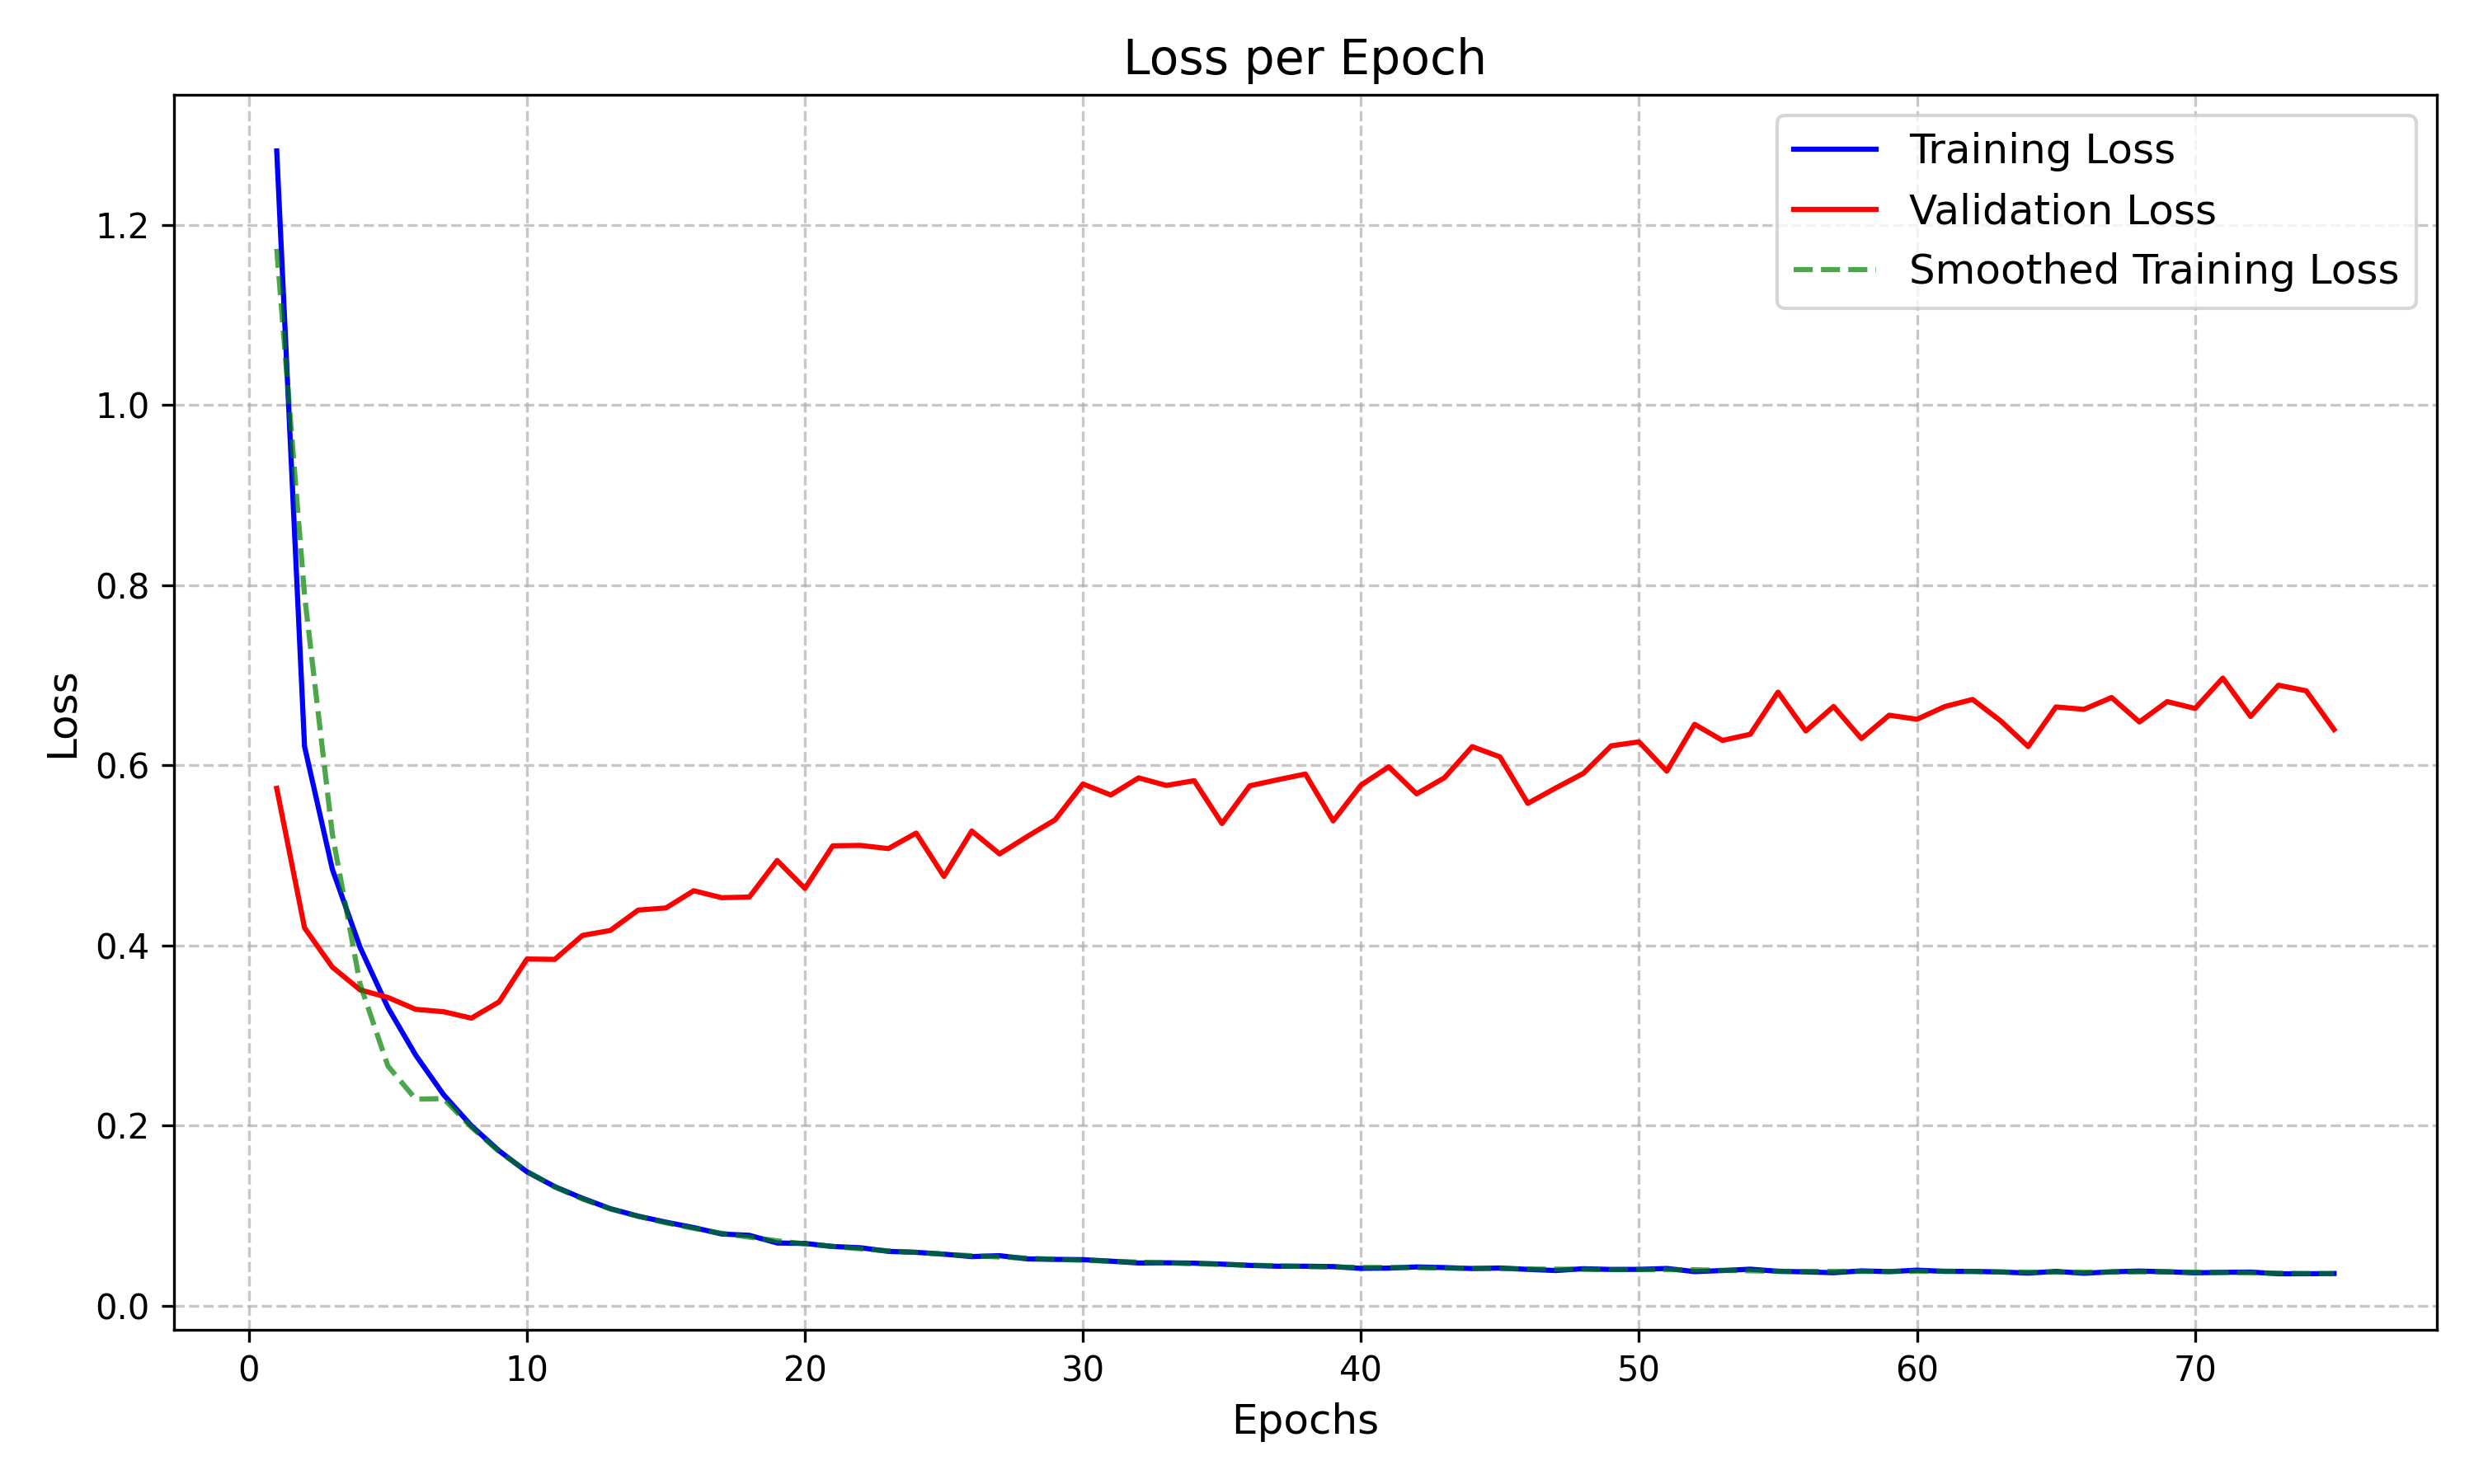 Loss per Epoch
Training Loss
Validation Loss
Smoothed Training Loss
Loss
1.2
1.0
0.8
0.6
0.4
0.2
0.0
0 10 20 30 40 50 60 70
Epochs